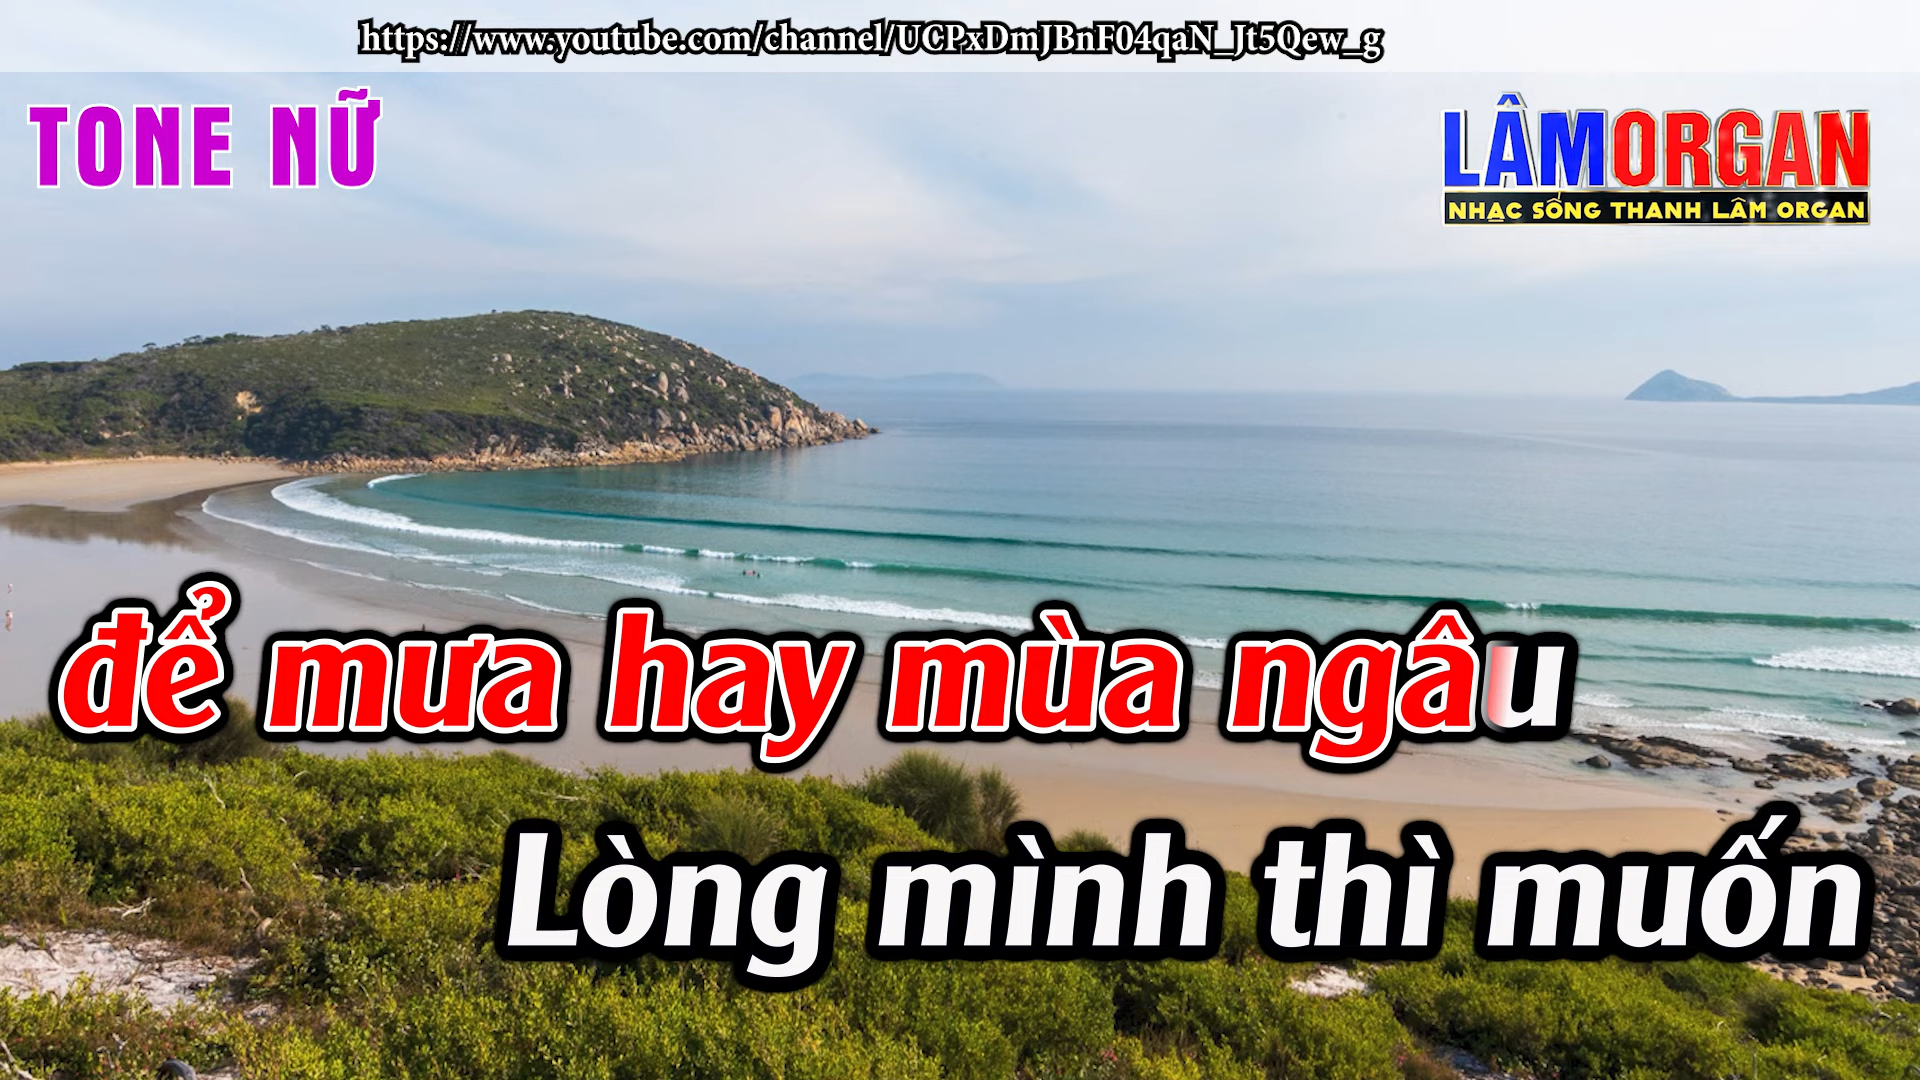 https://www.youtube.com/channel/UCPxDmJBnF04qaN_Jt5Qew_g
TONE NỮ
LÂMORGAN
NHẠC SỐNG THANH LÂM ORGAN
để mưa hay mùa ngâu
Lòng mình thì muốn